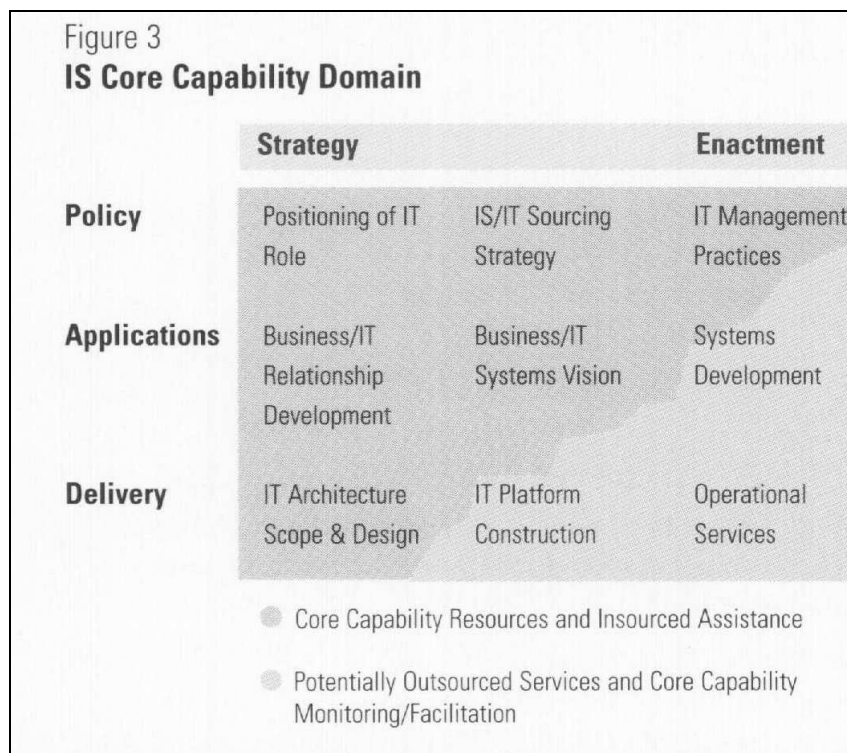 Figure 3
IS Core Capability Domain
Strategy Enactment
Policy Positioning of IT IS/IT Sourcing IT Management
Role Strategy Practices
Applications Business/IT Business/IT Systems
Relationship Systems Vision Development
Development
Delivery IT Architecture IT Platform Operational
Scope & Design Construction Services
Core Capability Resources and Insourced Assistance
Potentially Outsourced Services and Core Capability
Monitoring/Facilitation